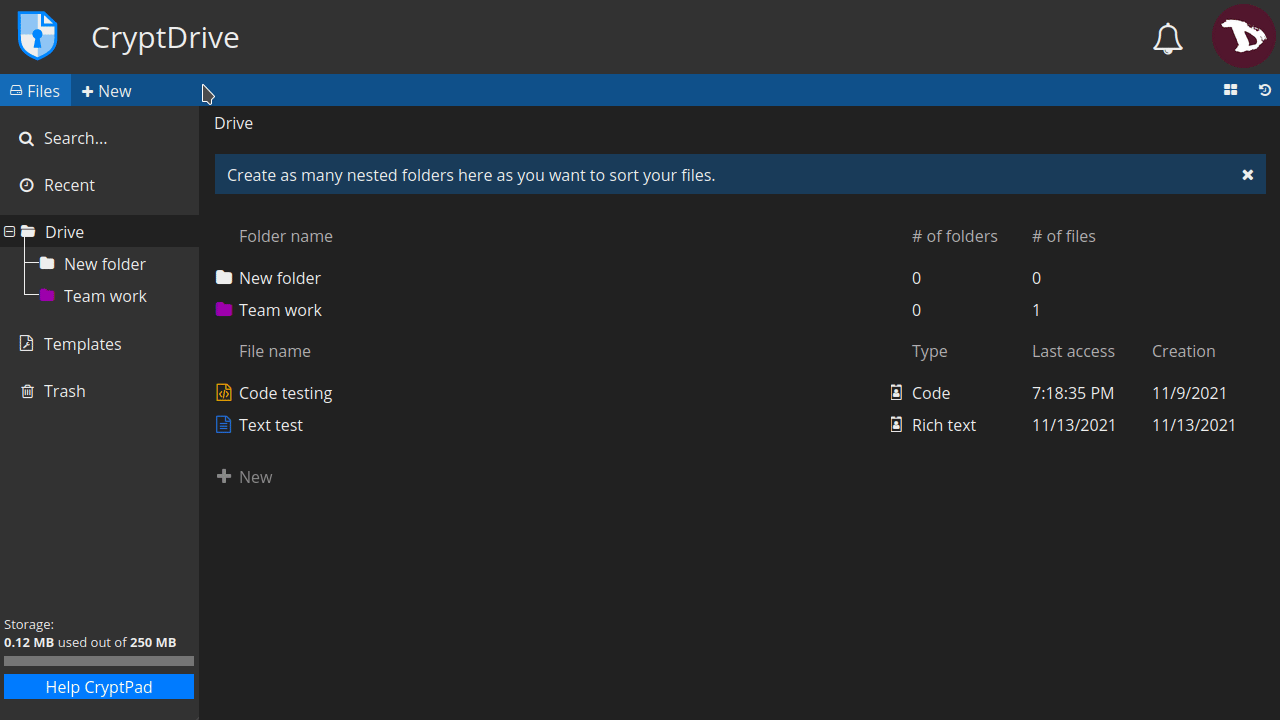 CryptDrive
Files
New
Search...
Recent
Drive
New folder
Team work
Templates
Trash
Storage:
0.12 MB used out of 250 MB
Help CryptPad
Drive
Create as many nested folders here as you want to sort your files.
Folder name # of folders # of files
New folder 0 0
Team work 0 1
File name Type Last access Creation
Code testing Code 7:18:35 PM 11/9/2021
Text test Rich text 11/13/2021 11/13/2021
New